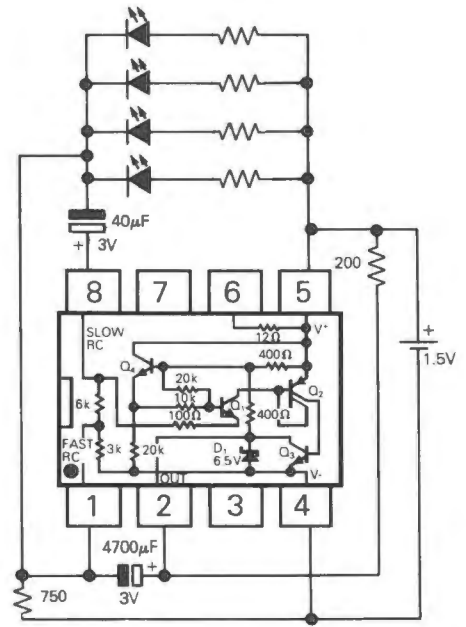 40μF
+
3V
200
+
1.5V
8
7
6
5
SLOW
RC
12Ω
V+
Q4
400Ω
20k
Q2
10k
Q1
6k
100Ω
400Ω
FAST
RC
3k
20k
D1
6.5V
Q3
OUT
V-
1
2
3
4
4700μF
+
3V
750